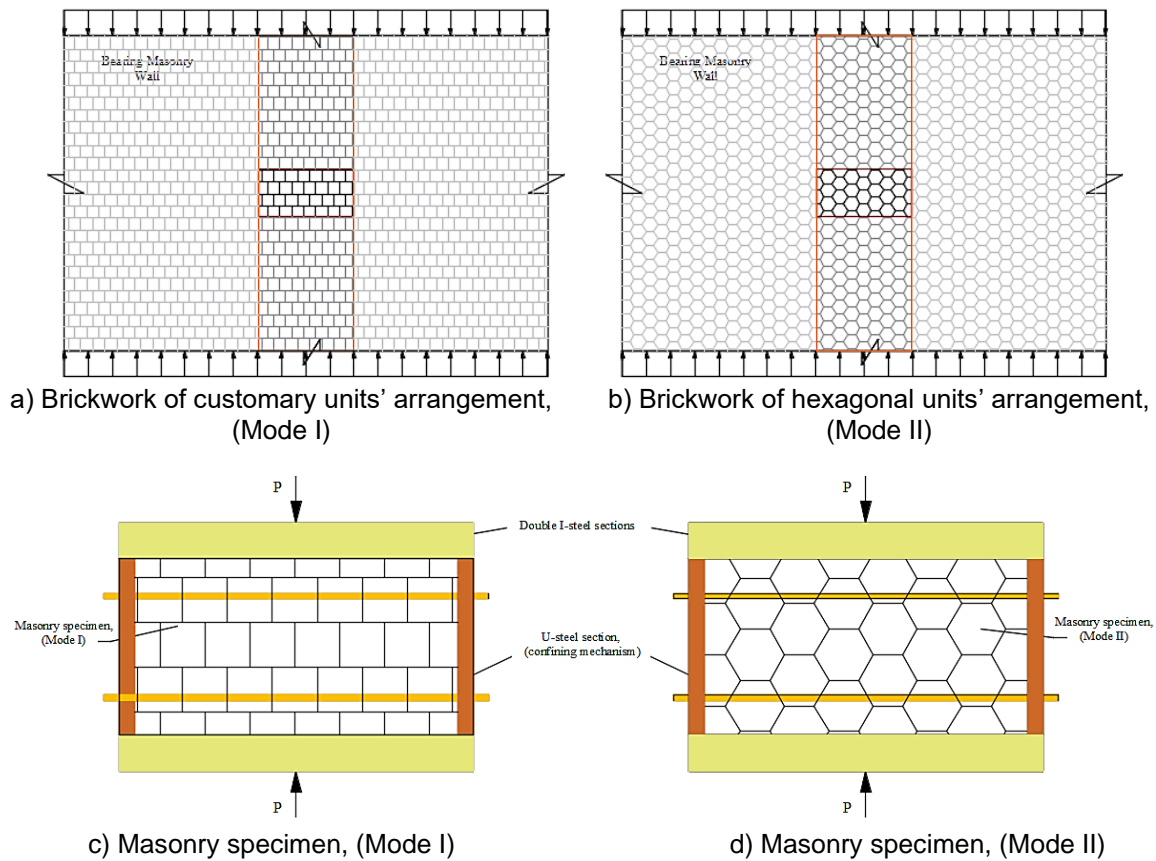 Bearing Masonry
Wall
Bearing Masonry
Wall
a) Brickwork of customary units’ arrangement,
(Mode I)
b) Brickwork of hexagonal units’ arrangement,
(Mode II)
P
P
Double I-steel sections
Masonry specimen,
(Mode I)
Masonry specimen,
(Mode II)
U-steel section,
(confining mechanism)
P
P
c) Masonry specimen, (Mode I)
d) Masonry specimen, (Mode II)